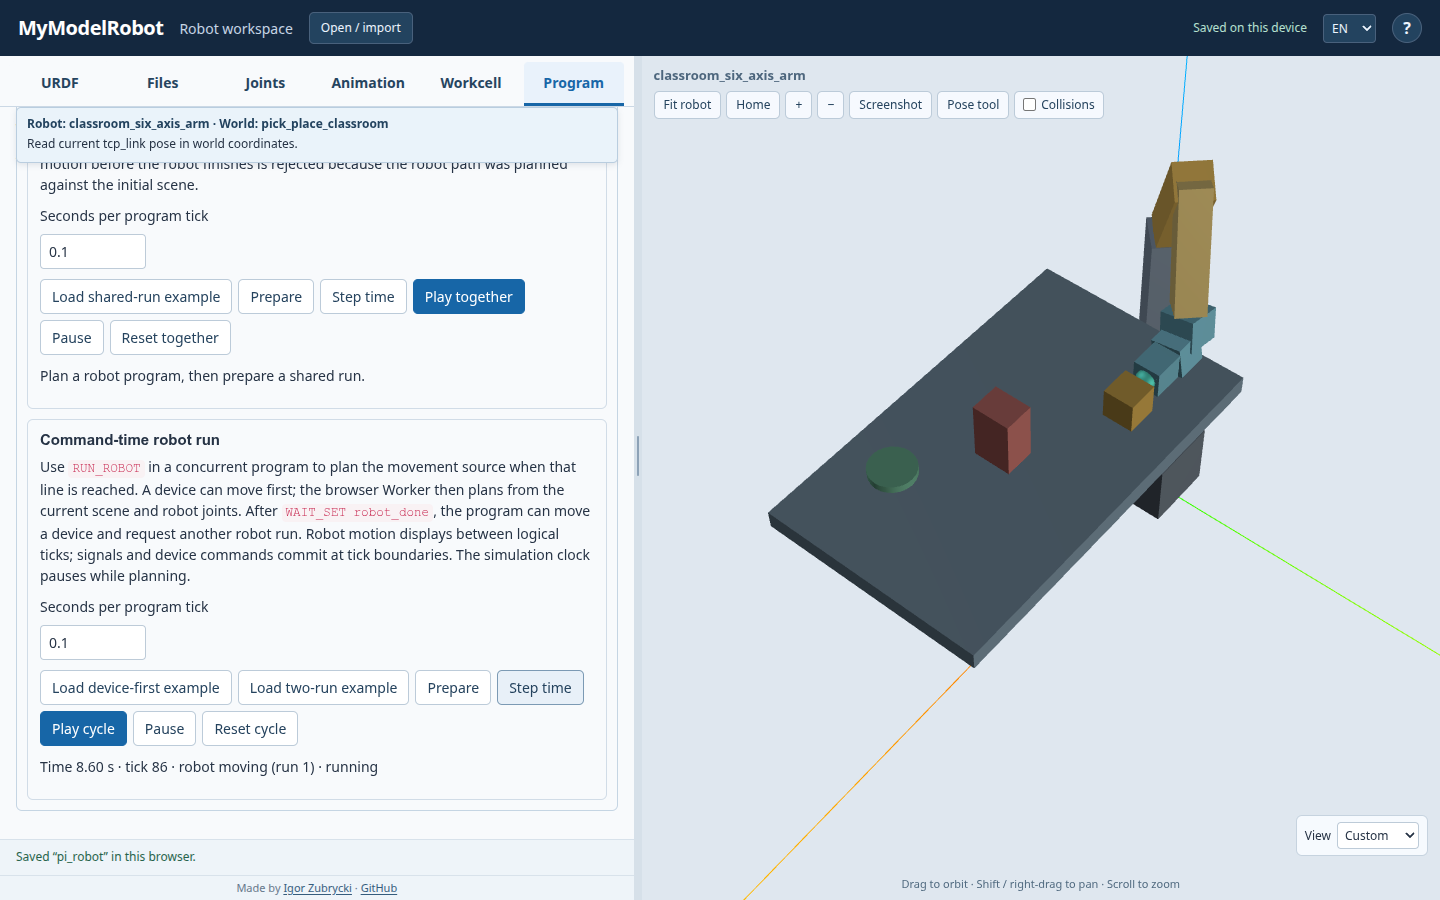 MyModelRobot Robot workspace Open / import Saved on this device EN ?
URDF Files Joints Animation Workcell Program
Robot: classroom_six_axis_arm · World: pick_place_classroom
Read current tcp_link pose in world coordinates.
motion before the robot finishes is rejected because the robot path was planned
against the initial scene.
Seconds per program tick
0.1
Load shared-run example Prepare Step time Play together
Pause Reset together
Plan a robot program, then prepare a shared run.
Command-time robot run
Use RUN_ROBOT in a concurrent program to plan the movement source when that
line is reached. A device can move first; the browser Worker then plans from the
current scene and robot joints. After WAIT_SET robot_done , the program can move
a device and request another robot run. Robot motion displays between logical
ticks; signals and device commands commit at tick boundaries. The simulation clock
pauses while planning.
Seconds per program tick
0.1
Load device-first example Load two-run example Prepare Step time
Play cycle Pause Reset cycle
Time 8.60 s · tick 86 · robot moving (run 1) · running
Saved “pi_robot” in this browser.
Made by Igor Zubrycki · GitHub
classroom_six_axis_arm
Fit robot Home + − Screenshot Pose tool Collisions
View Custom
Drag to orbit · Shift / right-drag to pan · Scroll to zoom